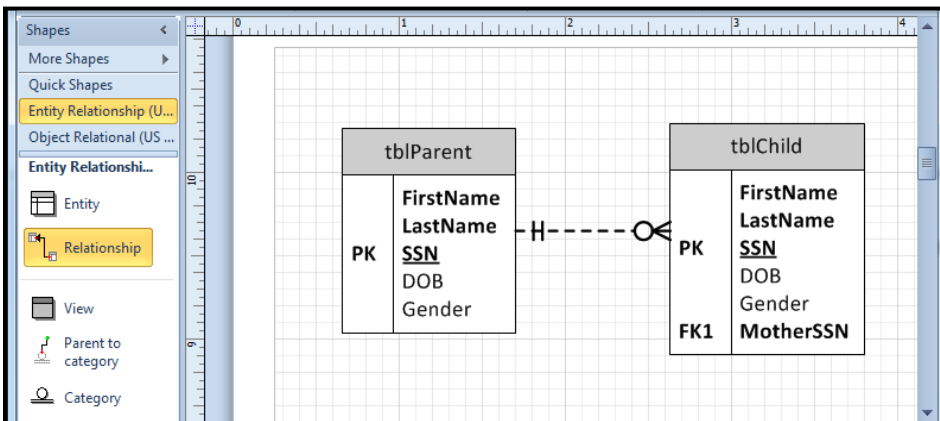 Shapes
More Shapes
Quick Shapes
Entity Relationship (U...
Object Relational (US ...
Entity Relationshi...
Entity
Relationship
View
Parent to
category
Category
0 1 2 3 4
10
9
tblParent
FirstName
LastName
PK SSN
DOB
Gender
tblChild
FirstName
LastName
PK SSN
DOB
Gender
FK1 MotherSSN